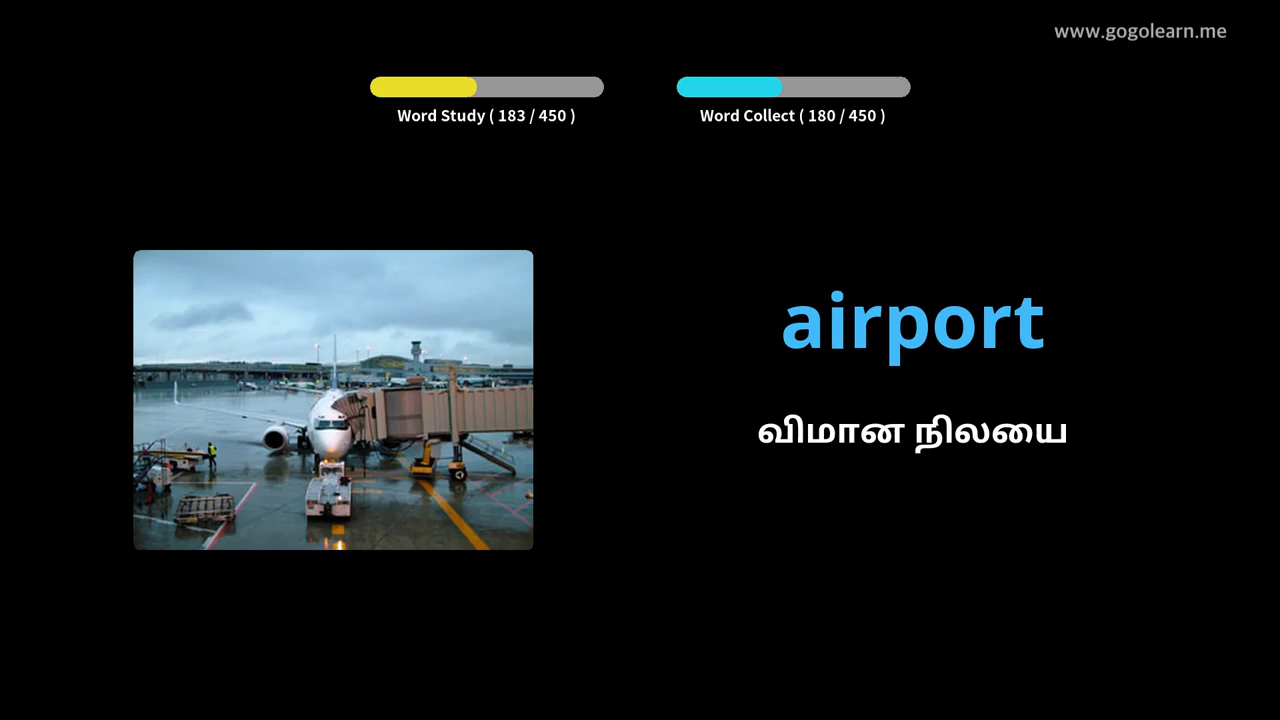 www.gogolearn.me
Word Study ( 183 / 450 )
Word Collect ( 180 / 450 )
airport
விமான நிலயை